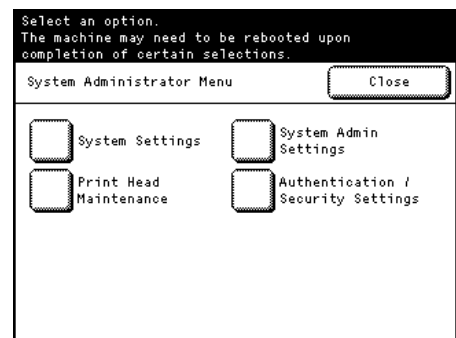 Select an option.
The machine may need to be rebooted upon
completion of certain selections.
System Administrator Menu
Close
System Settings
System Admin
Settings
Print Head
Maintenance
Authentication /
Security Settings